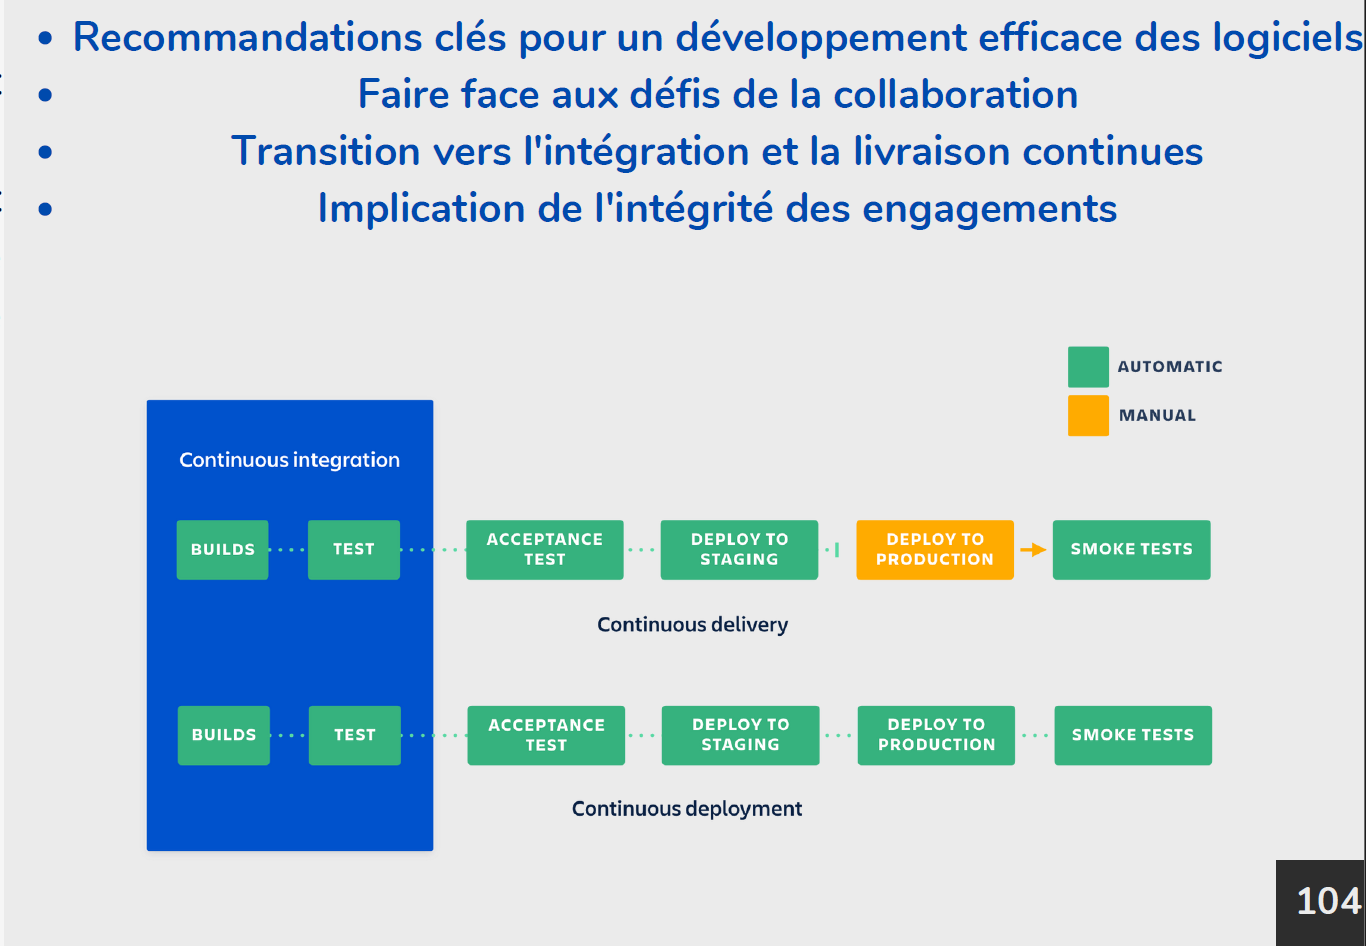 • Recommandations clés pour un développement efficace des logiciels
• Faire face aux défis de la collaboration
• Transition vers l'intégration et la livraison continues
• Implication de l'intégrité des engagements
AUTOMATIC
MANUAL
Continuous integration
BUILDS
TEST
ACCEPTANCE
TEST
DEPLOY TO
STAGING
DEPLOY TO
PRODUCTION
SMOKE TESTS
Continuous delivery
BUILDS
TEST
ACCEPTANCE
TEST
DEPLOY TO
STAGING
DEPLOY TO
PRODUCTION
SMOKE TESTS
Continuous deployment
104